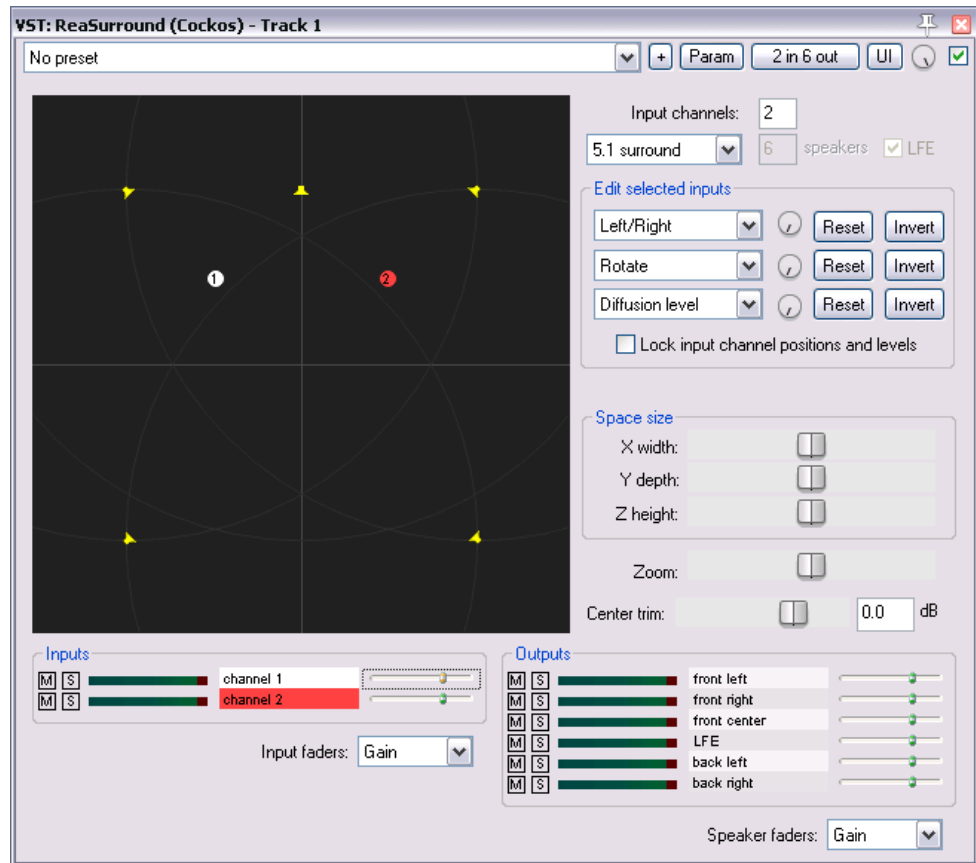 VST: ReaSurround (Cockos) - Track 1
No preset
+
Param
2 in 6 out
UI
Input channels: 2
5.1 surround 6 speakers LFE
Edit selected inputs
Left/Right Reset Invert
Rotate Reset Invert
Diffusion level Reset Invert
Lock input channel positions and levels
1
2
Space size
X width:
Y depth:
Z height:
Zoom:
Center trim: 0.0 dB
Inputs
M S channel 1
M S channel 2
Input faders: Gain
Outputs
M S front left
M S front right
M S front center
M S LFE
M S back left
M S back right
Speaker faders: Gain